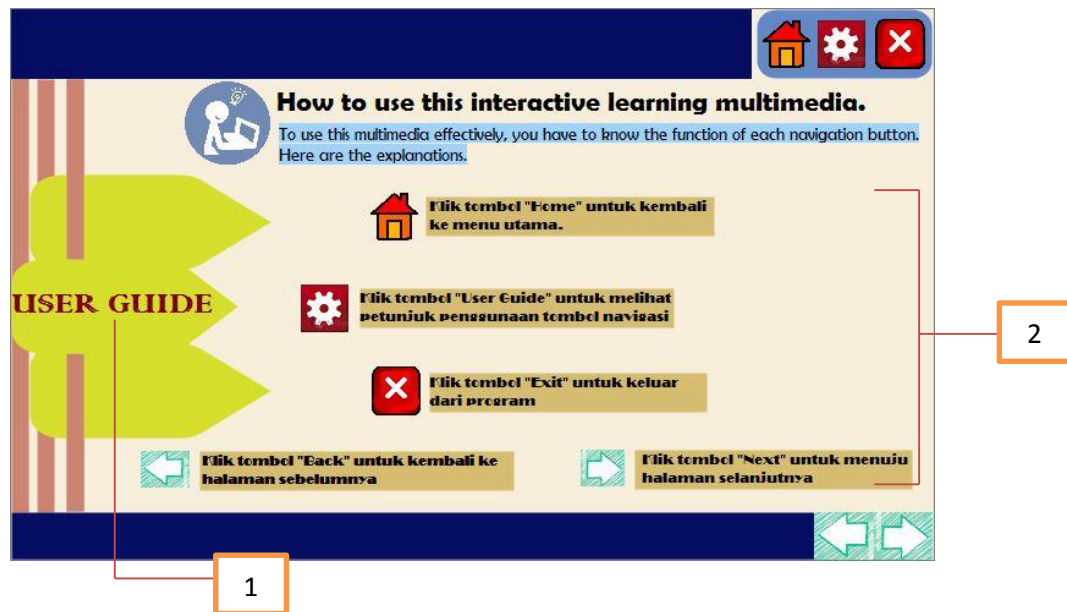 How to use this interactive learning multimedia.
To use this multimedia effectively, you have to know the function of each navigation button.
Here are the explanations.
Klik tombol "Home" untuk kembali
ke menu utama.
USER GUIDE
Klik tombol "User Guide" untuk melihat
petunjuk penggunaan tombol navigasi
2
Klik tombol "Exit" untuk keluar
dari program
Klik tombol "Back" untuk kembali ke
halaman sebelumnya
Klik tombol "Next" untuk menuju
halaman selanjutnya
1